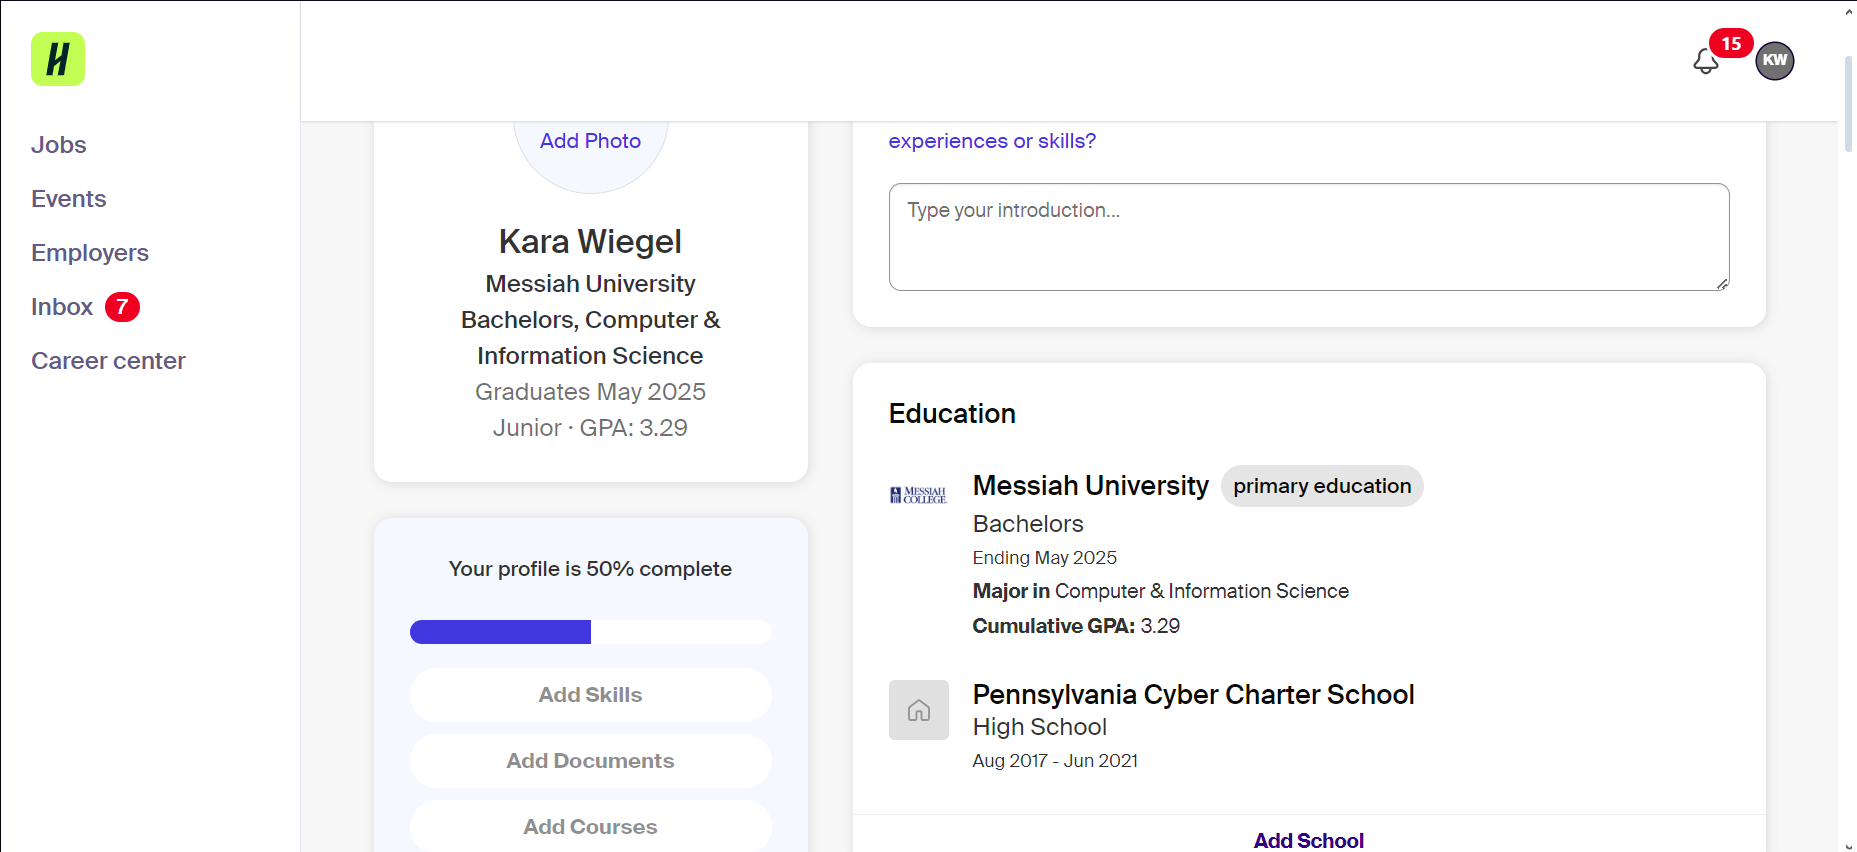 H
15
KW
Jobs
Events
Employers
Inbox 7
Career center
Add Photo
Kara Wiegel
Messiah University
Bachelors, Computer &
Information Science
Graduates May 2025
Junior · GPA: 3.29
Your profile is 50% complete
Add Skills
Add Documents
Add Courses
experiences or skills?
Type your introduction...
Education
MESSIAH
COLLEGE
Messiah University primary education
Bachelors
Ending May 2025
Major in Computer & Information Science
Cumulative GPA: 3.29
Pennsylvania Cyber Charter School
High School
Aug 2017 - Jun 2021
Add School